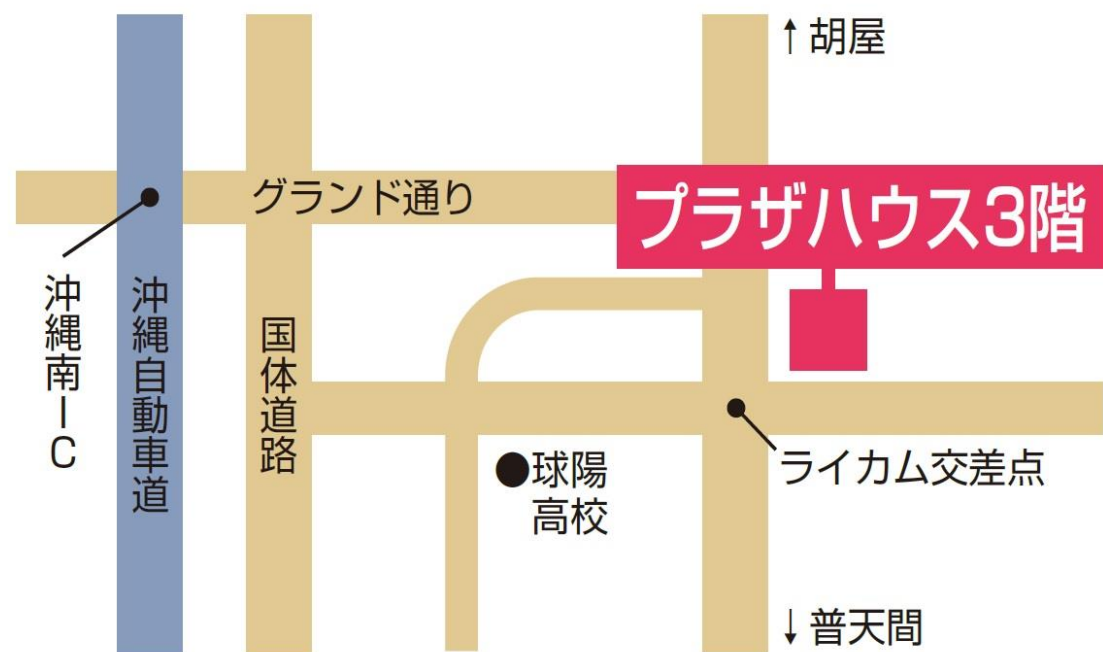 ↑胡屋
グランド通り
プラザハウス3階
沖縄南IC
沖縄自動車道
国体道路
●球陽
高校
ライカム交差点
↓普天間